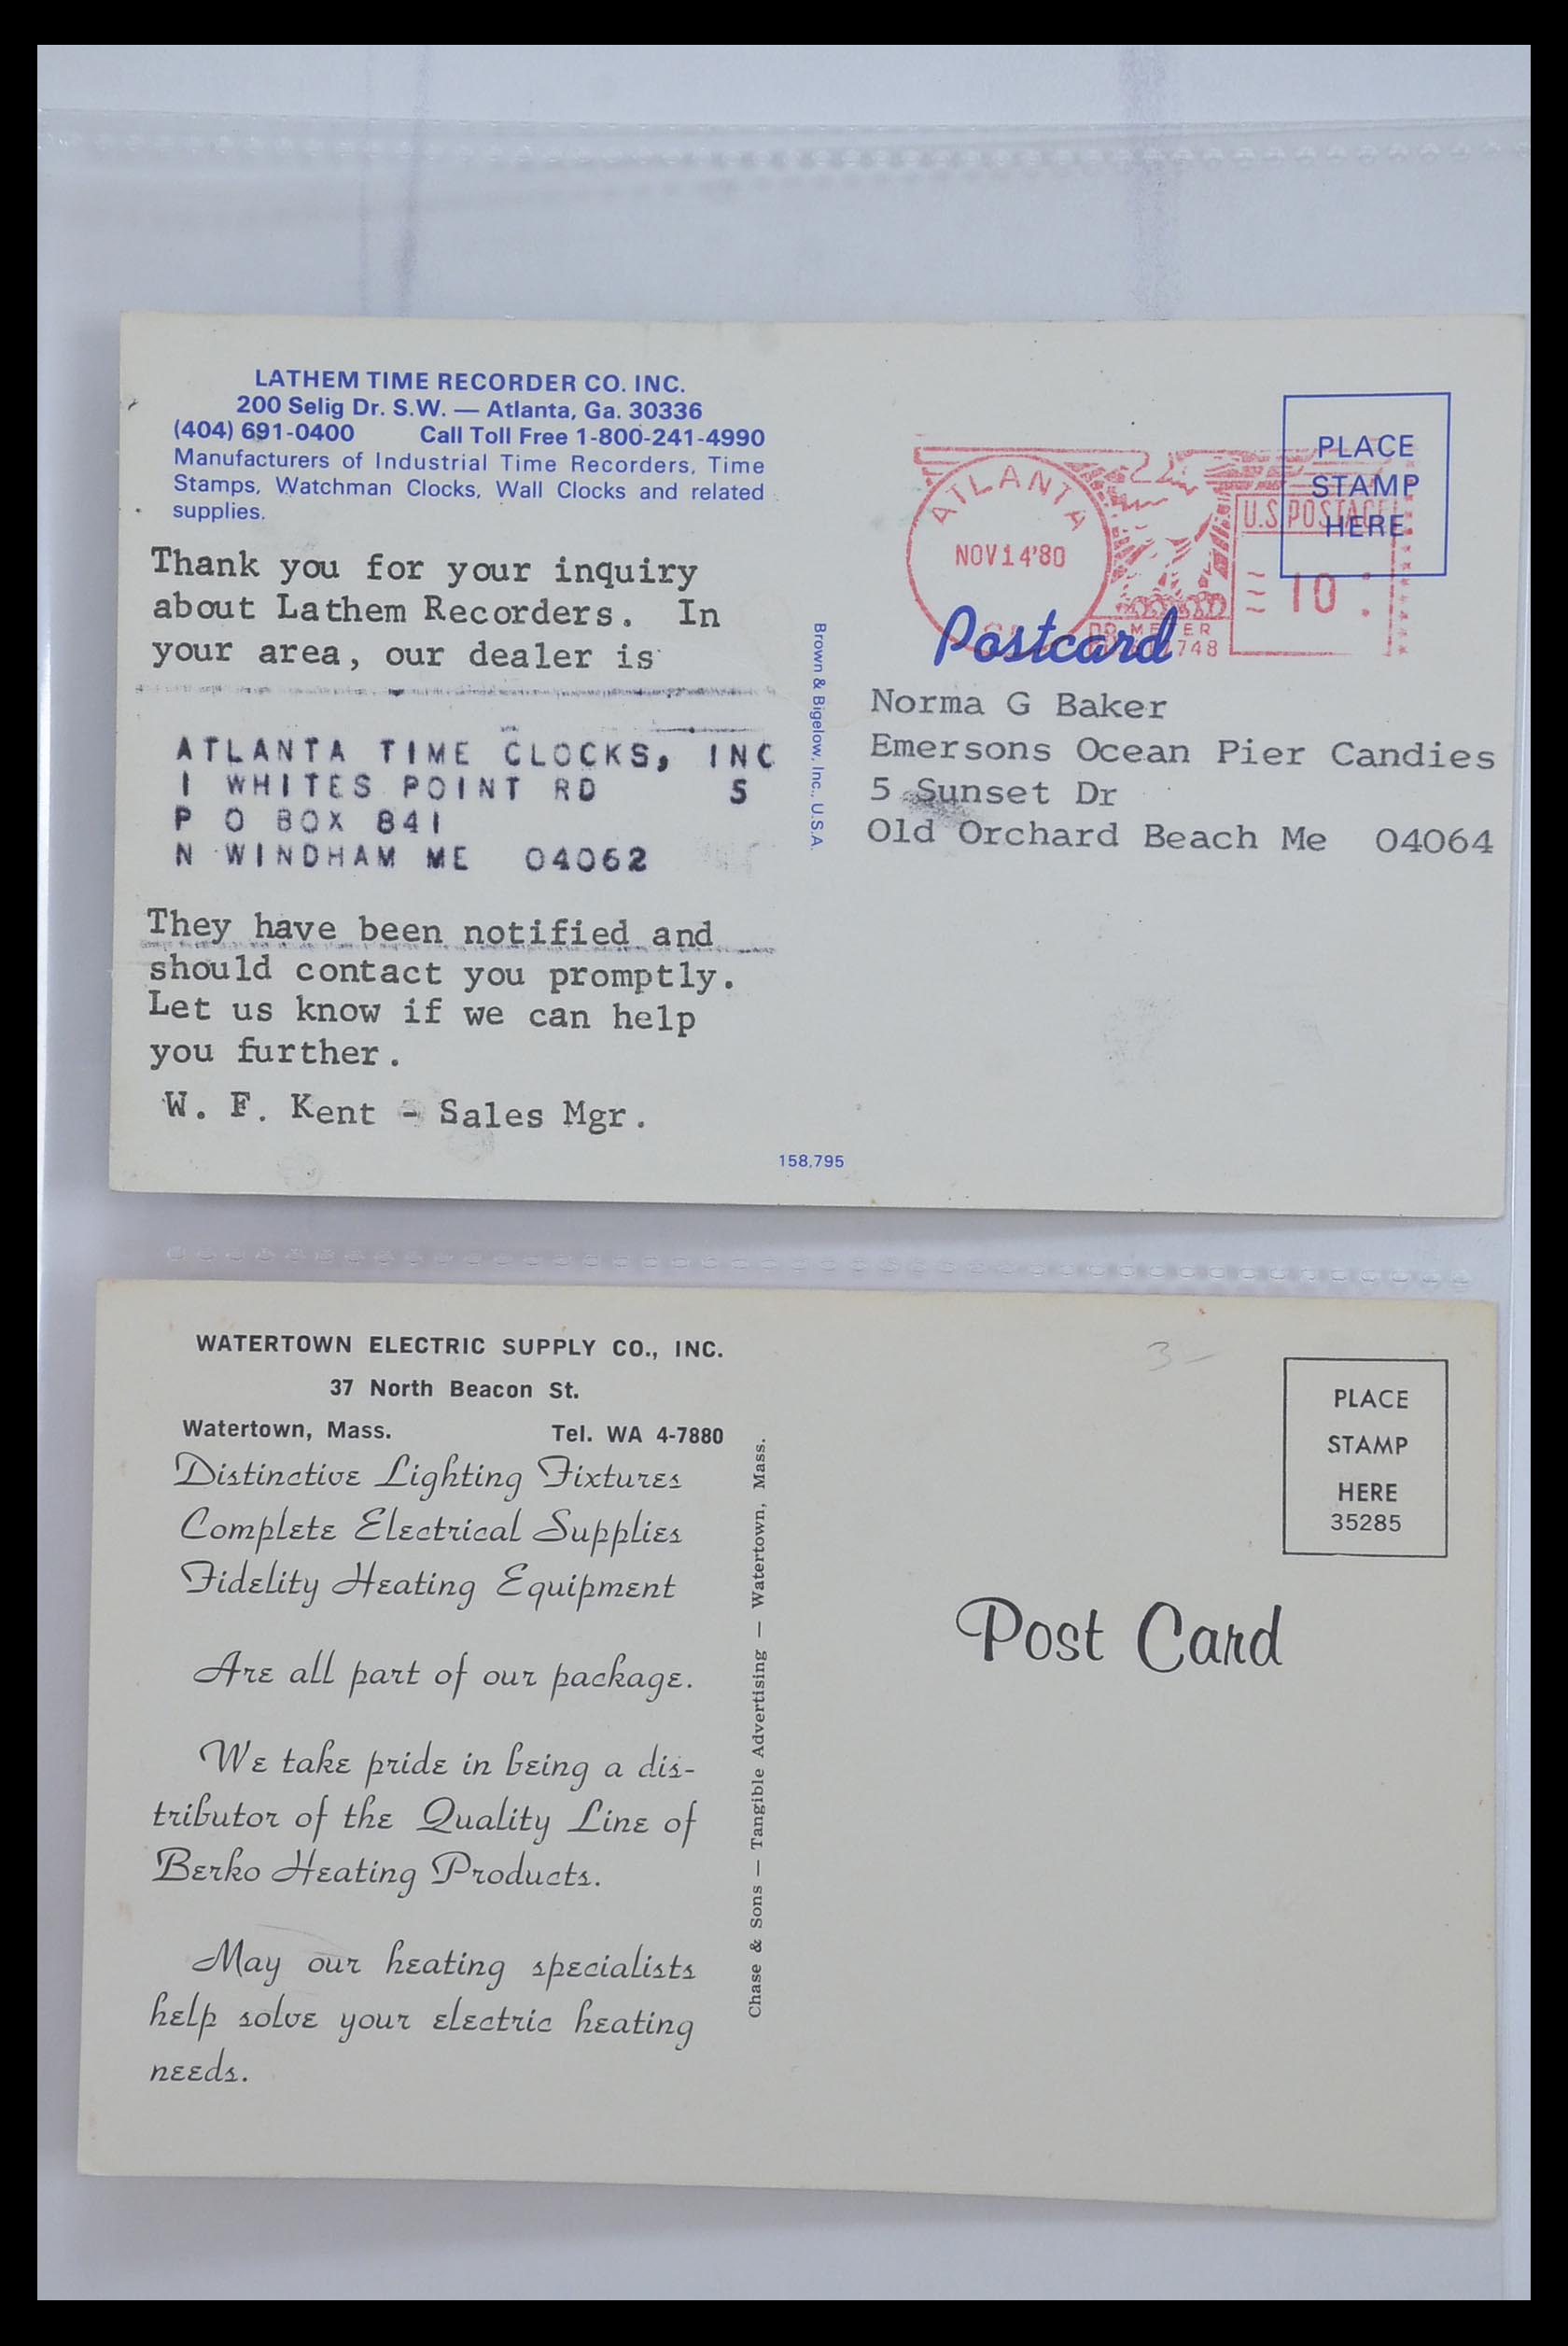 LATHEM TIME RECORDER CO. INC.
200 Selig Dr. S.W. — Atlanta, Ga. 30336
(404) 691-0400 Call Toll Free 1-800-241-4990
Manufacturers of Industrial Time Recorders, Time
Stamps, Watchman Clocks, Wall Clocks and related
supplies.
Thank you for your inquiry
about Lathem Recorders. In
your area, our dealer is
ATLANTA TIME CLOCKS, INC
1 WHITES POINT RD S
P O BOX 841
N WINDHAM ME 04062
They have been notified and
should contact you promptly.
Let us know if we can help
you further.
W. F. Kent - Sales Mgr.
158,795
Brown & Bigelow, Inc., U.S.A.
PLACE
STAMP
HERE
ATLANTA
NOV14'80
U.S. POSTAGE
10
METER
748
Postcard
Norma G Baker
Emersons Ocean Pier Candies
5 Sunset Dr
Old Orchard Beach Me 04064
WATERTOWN ELECTRIC SUPPLY CO., INC.
37 North Beacon St.
Watertown, Mass. Tel. WA 4-7880
Distinctive Lighting Fixtures
Complete Electrical Supplies
Fidelity Heating Equipment
Are all part of our package.
We take pride in being a dis-
tributor of the Quality Line of
Berko Heating Products.
May our heating specialists
help solve your electric heating
needs.
Chase & Sons — Tangible Advertising — Watertown, Mass.
3-
PLACE
STAMP
HERE
35285
Post Card